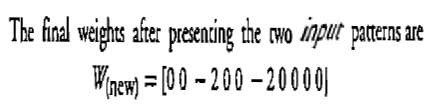 The final weights after presenting the two input patterns are
W(new) = [0 0 − 2 0 0 − 2 0 0 0 0]